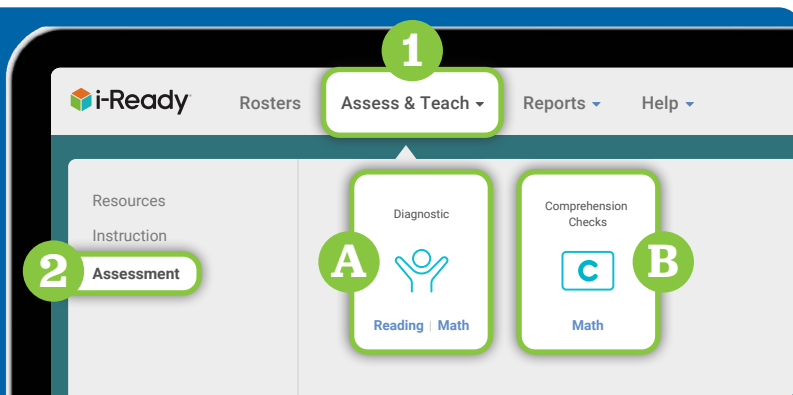 1
i-Ready
Rosters
Assess & Teach
Reports
Help
Resources
Instruction
2
Assessment
A
Diagnostic
Reading | Math
Comprehension
Checks
C
B
Math